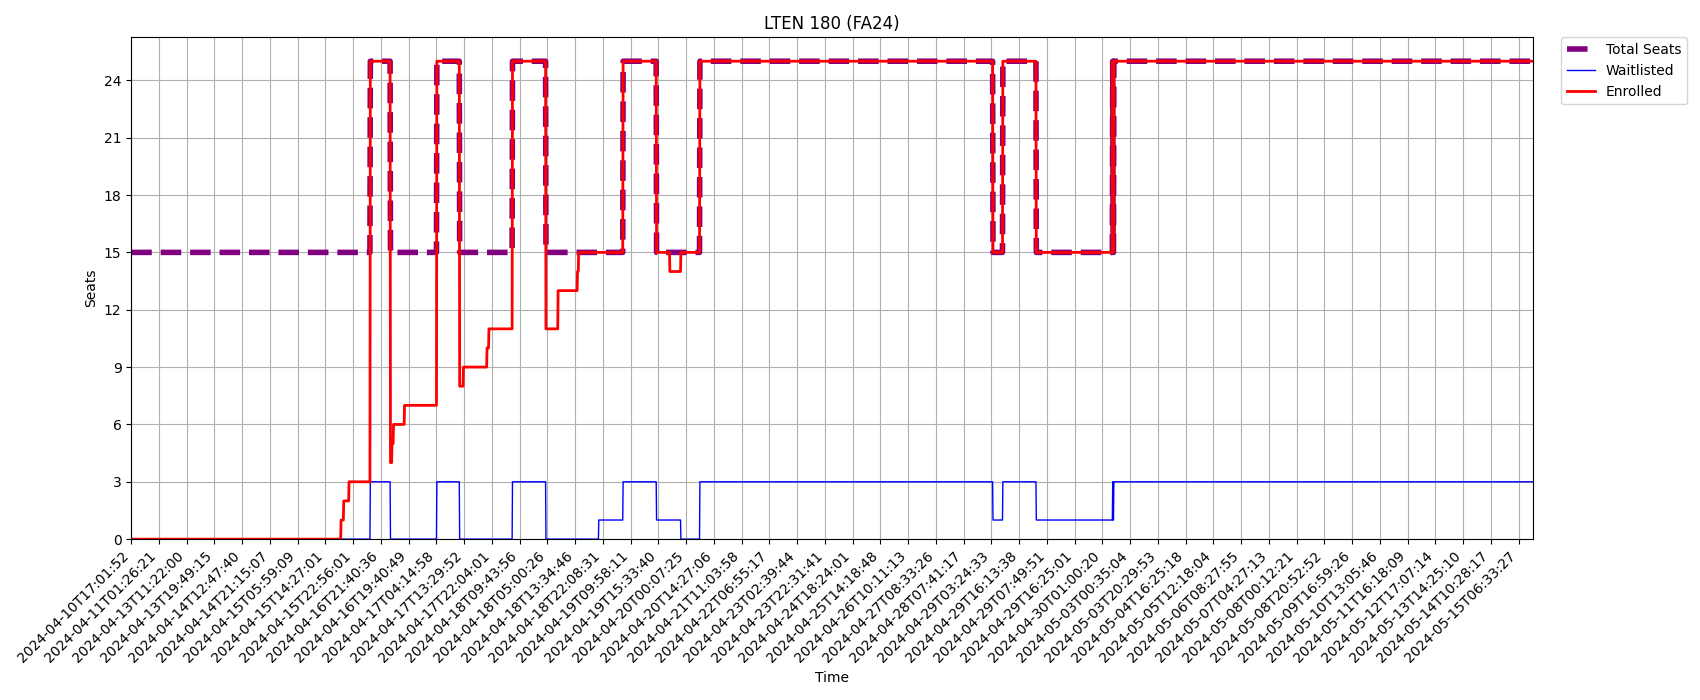 LTEN 180 (FA24)
Total Seats
Waitlisted
Enrolled
Seats
24
21
18
15
12
9
6
3
0
2024-04-10T17:01:52
2024-04-11T01:26:21
2024-04-13T11:22:00
2024-04-13T19:49:15
2024-04-14T12:47:40
2024-04-14T21:15:07
2024-04-15T05:59:09
2024-04-15T14:27:01
2024-04-15T22:56:01
2024-04-16T21:40:36
2024-04-16T19:40:49
2024-04-17T04:14:58
2024-04-17T13:29:52
2024-04-17T22:04:01
2024-04-18T09:43:56
2024-04-18T05:00:26
2024-04-18T13:34:46
2024-04-18T22:08:31
2024-04-19T09:58:11
2024-04-19T15:33:40
2024-04-20T00:07:25
2024-04-20T14:27:06
2024-04-21T11:03:58
2024-04-22T06:55:17
2024-04-23T02:39:44
2024-04-23T22:31:41
2024-04-24T18:24:01
2024-04-25T14:18:48
2024-04-26T10:11:13
2024-04-27T08:33:26
2024-04-28T07:41:17
2024-04-29T03:24:33
2024-04-29T16:13:38
2024-04-29T07:49:51
2024-04-29T16:25:01
2024-04-30T01:00:20
2024-05-03T00:35:04
2024-05-03T20:29:53
2024-05-04T16:25:18
2024-05-05T12:18:04
2024-05-06T08:27:55
2024-05-07T04:27:13
2024-05-08T00:12:21
2024-05-08T20:52:52
2024-05-09T16:59:26
2024-05-10T13:05:46
2024-05-11T16:18:09
2024-05-12T17:07:14
2024-05-13T14:25:10
2024-05-14T10:28:17
2024-05-15T06:33:27
Time